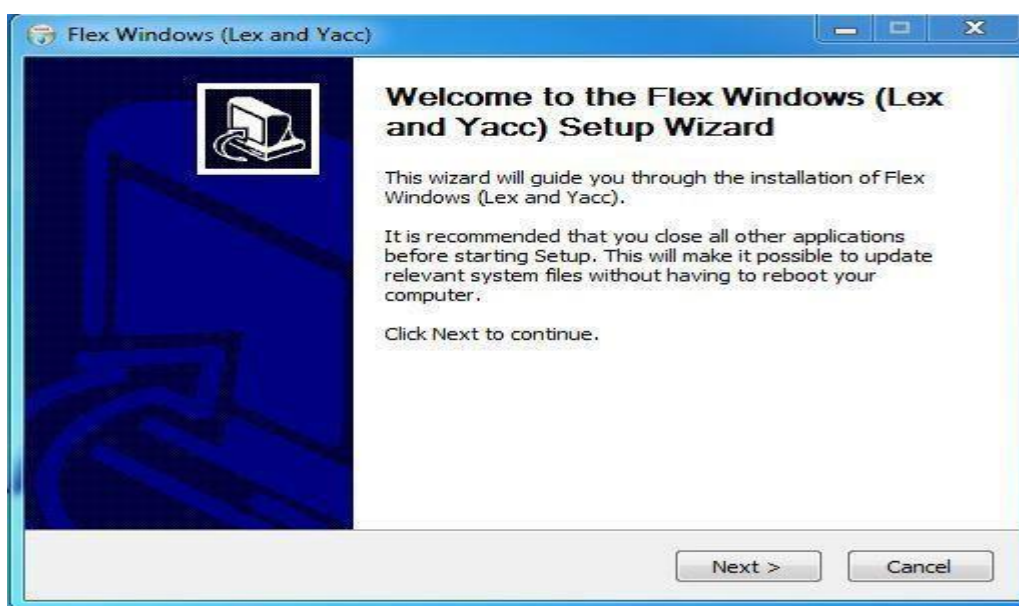 Flex Windows (Lex and Yacc)
Welcome to the Flex Windows (Lex
and Yacc) Setup Wizard
This wizard will guide you through the installation of Flex
Windows (Lex and Yacc).
It is recommended that you close all other applications
before starting Setup. This will make it possible to update
relevant system files without having to reboot your
computer.
Click Next to continue.
Next >
Cancel